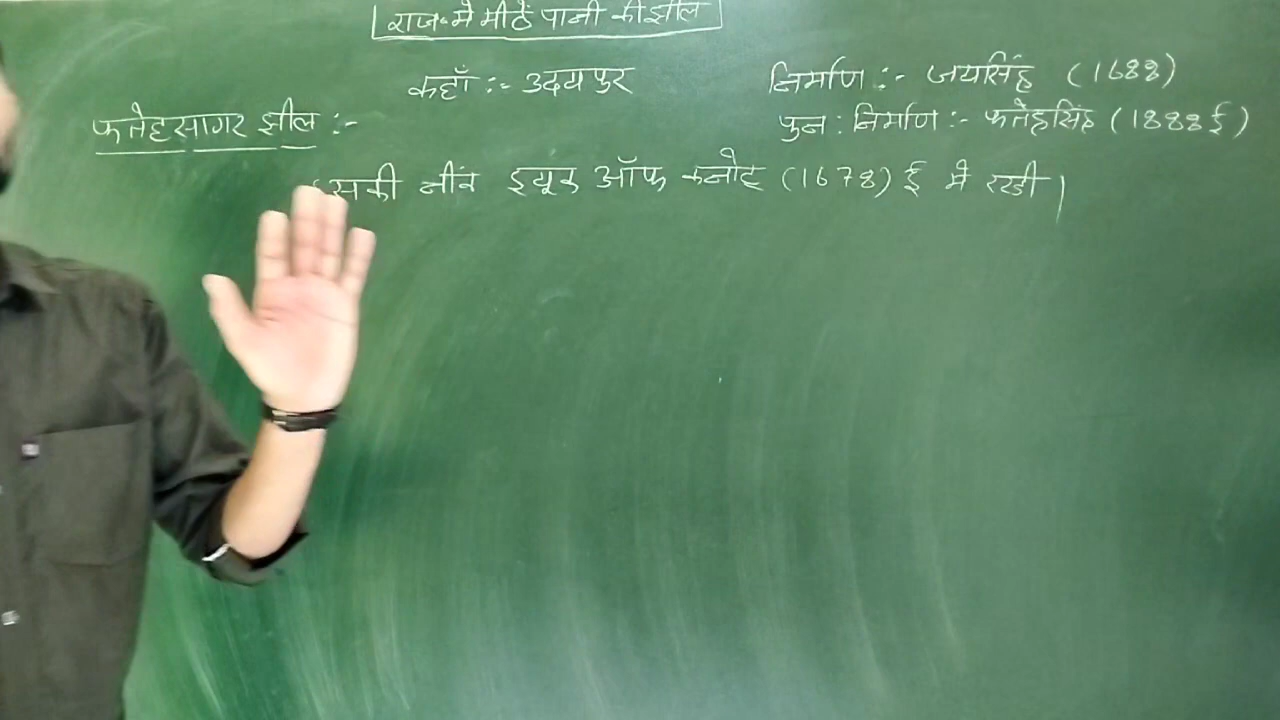 राज॰ मे मीठे पानी की झील
कहाँ :- उदयपुर
निर्माण :- जयसिंह (1688)
फतेहसागर झील :-
पुन: निर्माण :- फतेहसिंह (1888 ई)
इसकी नींव ड्यूक ऑफ कनोट (1678) ई मे रखी।